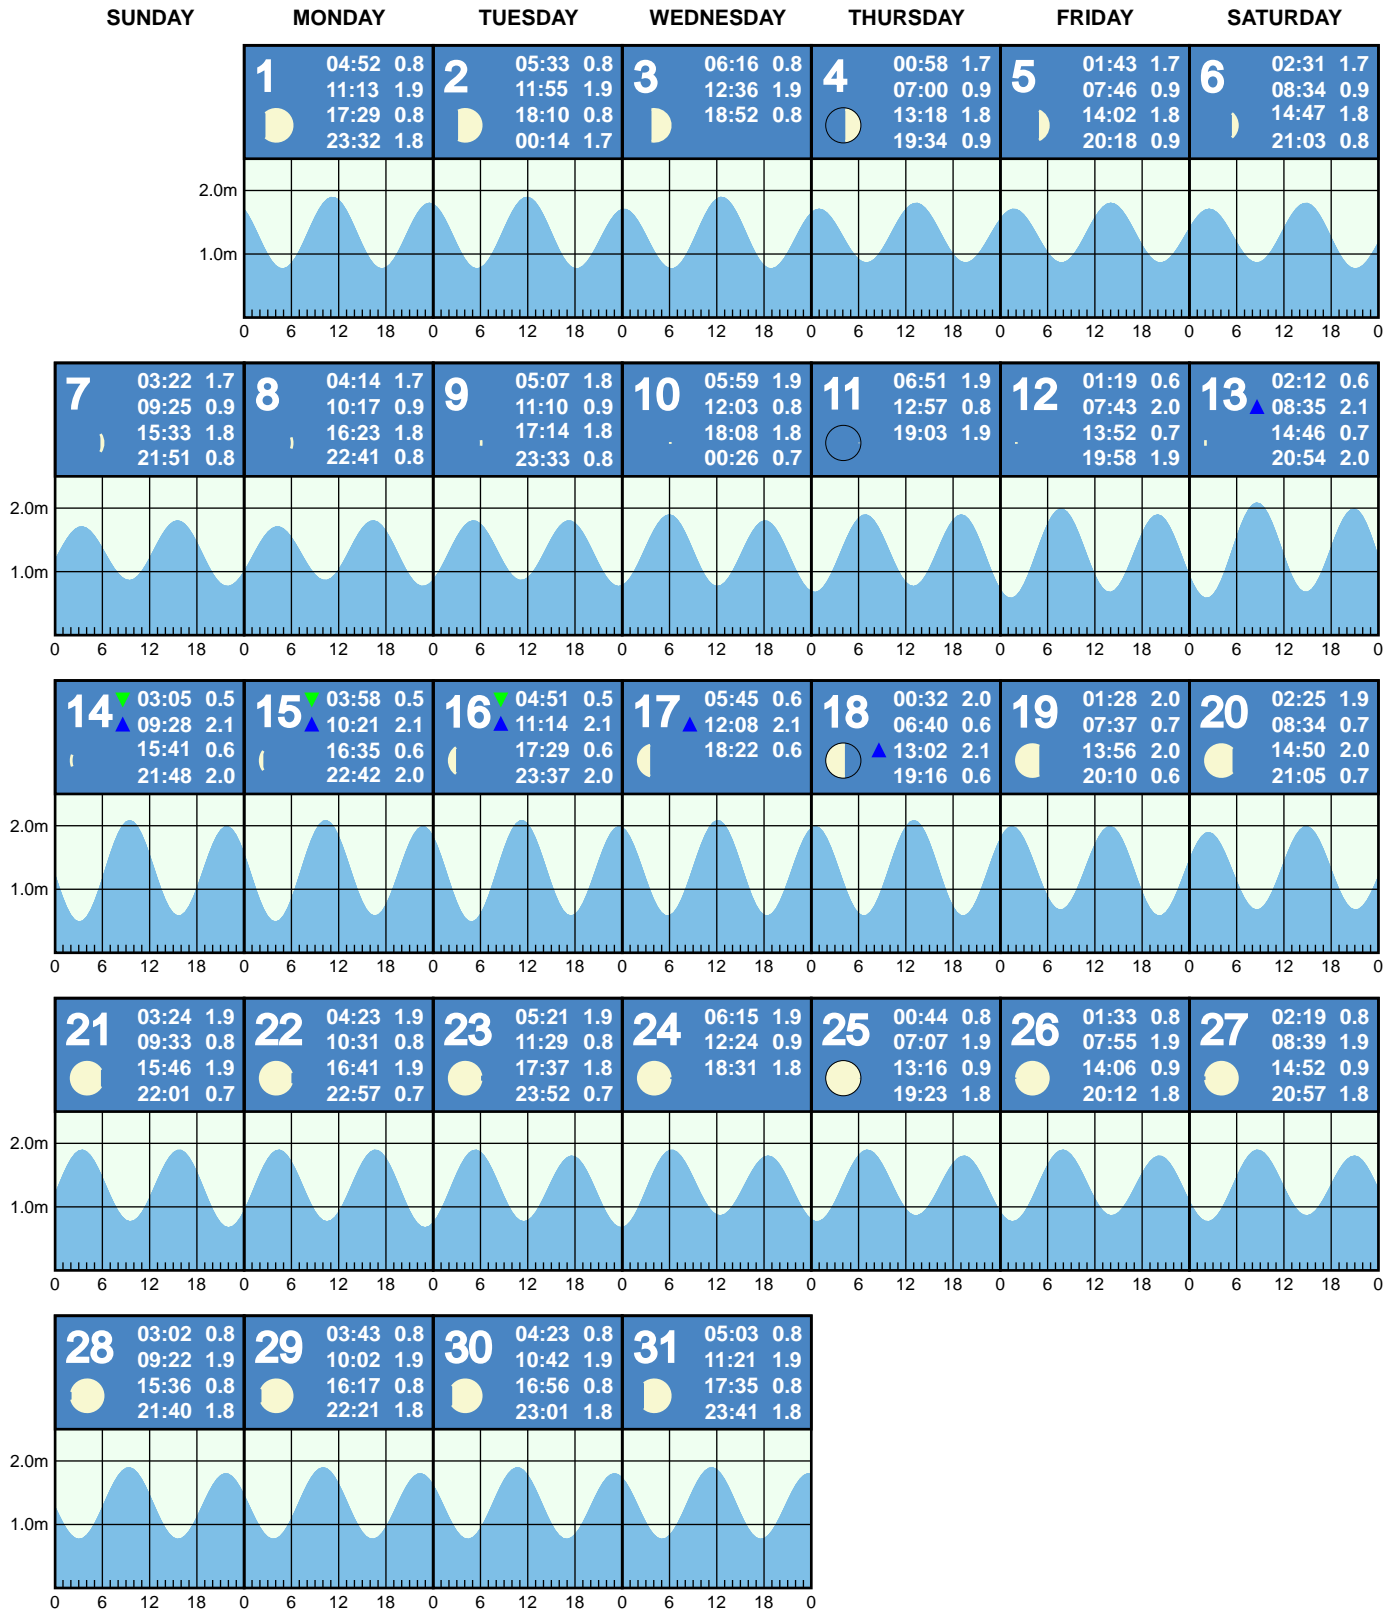 SUNDAY MONDAY TUESDAY WEDNESDAY THURSDAY FRIDAY SATURDAY
1 2 3 4 5 6
04:52 0.8 05:33 0.8 06:16 0.8 00:58 1.7 01:43 1.7 02:31 1.7
11:13 1.9 11:55 1.9 12:36 1.9 07:00 0.9 07:46 0.9 08:34 0.9
17:29 0.8 18:10 0.8 18:52 0.8 13:18 1.8 14:02 1.8 14:47 1.8
23:32 1.8 00:14 1.7 19:34 0.9 20:18 0.9 21:03 0.8
2.0m
1.0m
0 6 12 18 0 6 12 18 0 6 12 18 0 6 12 18 0 6 12 18 0 6 12 18 0
7 8 9 10 11 12 13
03:22 1.7 04:14 1.7 05:07 1.8 05:59 1.9 06:51 1.9 01:19 0.6 02:12 0.6
09:25 0.9 10:17 0.9 11:10 0.9 12:03 0.8 12:57 0.8 07:43 2.0 08:35 2.1
15:33 1.8 16:23 1.8 17:14 1.8 18:08 1.8 19:03 1.9 13:52 0.7 14:46 0.7
21:51 0.8 22:41 0.8 23:33 0.8 00:26 0.7 19:58 1.9 20:54 2.0
2.0m
1.0m
0 6 12 18 0 6 12 18 0 6 12 18 0 6 12 18 0 6 12 18 0 6 12 18 0 6 12 18 0
14 15 16 17 18 19 20
03:05 0.5 03:58 0.5 04:51 0.5 05:45 0.6 00:32 2.0 01:28 2.0 02:25 1.9
09:28 2.1 10:21 2.1 11:14 2.1 12:08 2.1 06:40 0.6 07:37 0.7 08:34 0.7
15:41 0.6 16:35 0.6 17:29 0.6 18:22 0.6 13:02 2.1 13:56 2.0 14:50 2.0
21:48 2.0 22:42 2.0 23:37 2.0 19:16 0.6 20:10 0.6 21:05 0.7
2.0m
1.0m
0 6 12 18 0 6 12 18 0 6 12 18 0 6 12 18 0 6 12 18 0 6 12 18 0 6 12 18 0
21 22 23 24 25 26 27
03:24 1.9 04:23 1.9 05:21 1.9 06:15 1.9 00:44 0.8 01:33 0.8 02:19 0.8
09:33 0.8 10:31 0.8 11:29 0.8 12:24 0.9 07:07 1.9 07:55 1.9 08:39 1.9
15:46 1.9 16:41 1.9 17:37 1.8 18:31 1.8 13:16 0.9 14:06 0.9 14:52 0.9
22:01 0.7 22:57 0.7 23:52 0.7 19:23 1.8 20:12 1.8 20:57 1.8
2.0m
1.0m
0 6 12 18 0 6 12 18 0 6 12 18 0 6 12 18 0 6 12 18 0 6 12 18 0 6 12 18 0
28 29 30 31
03:02 0.8 03:43 0.8 04:23 0.8 05:03 0.8
09:22 1.9 10:02 1.9 10:42 1.9 11:21 1.9
15:36 0.8 16:17 0.8 16:56 0.8 17:35 0.8
21:40 1.8 22:21 1.8 23:01 1.8 23:41 1.8
2.0m
1.0m
0 6 12 18 0 6 12 18 0 6 12 18 0 6 12 18 0